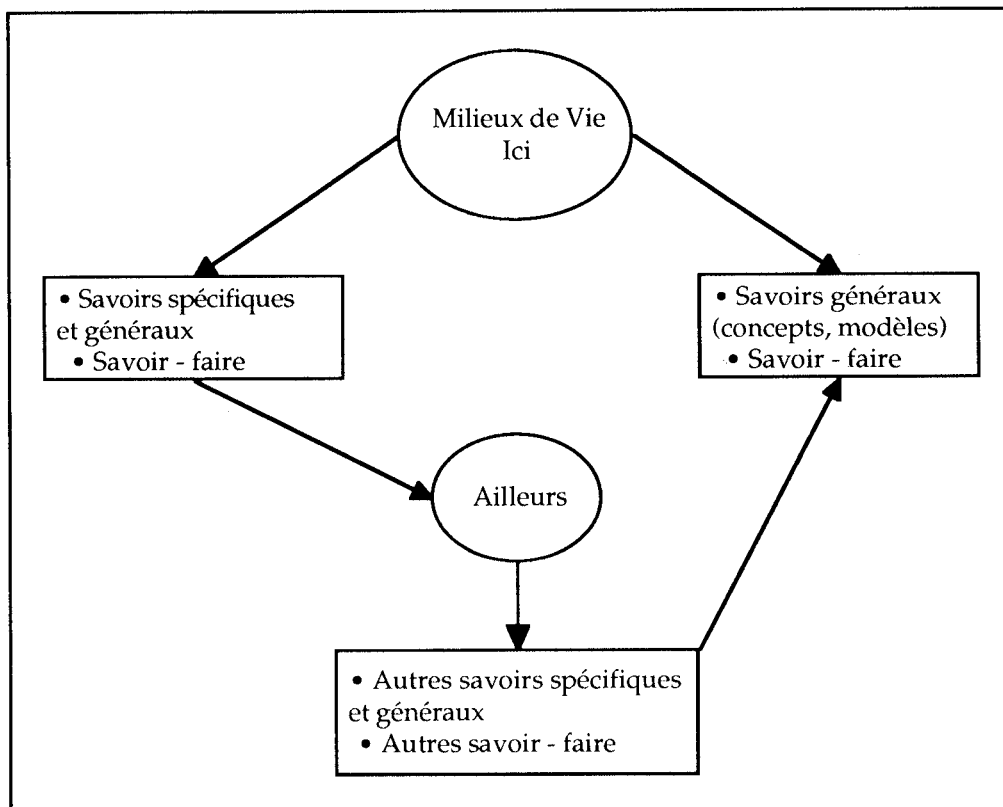 Milieux de Vie
Ici
• Savoirs spécifiques
et généraux
• Savoir - faire
• Savoirs généraux
(concepts, modèles)
• Savoir - faire
Ailleurs
• Autres savoirs spécifiques
et généraux
• Autres savoir - faire